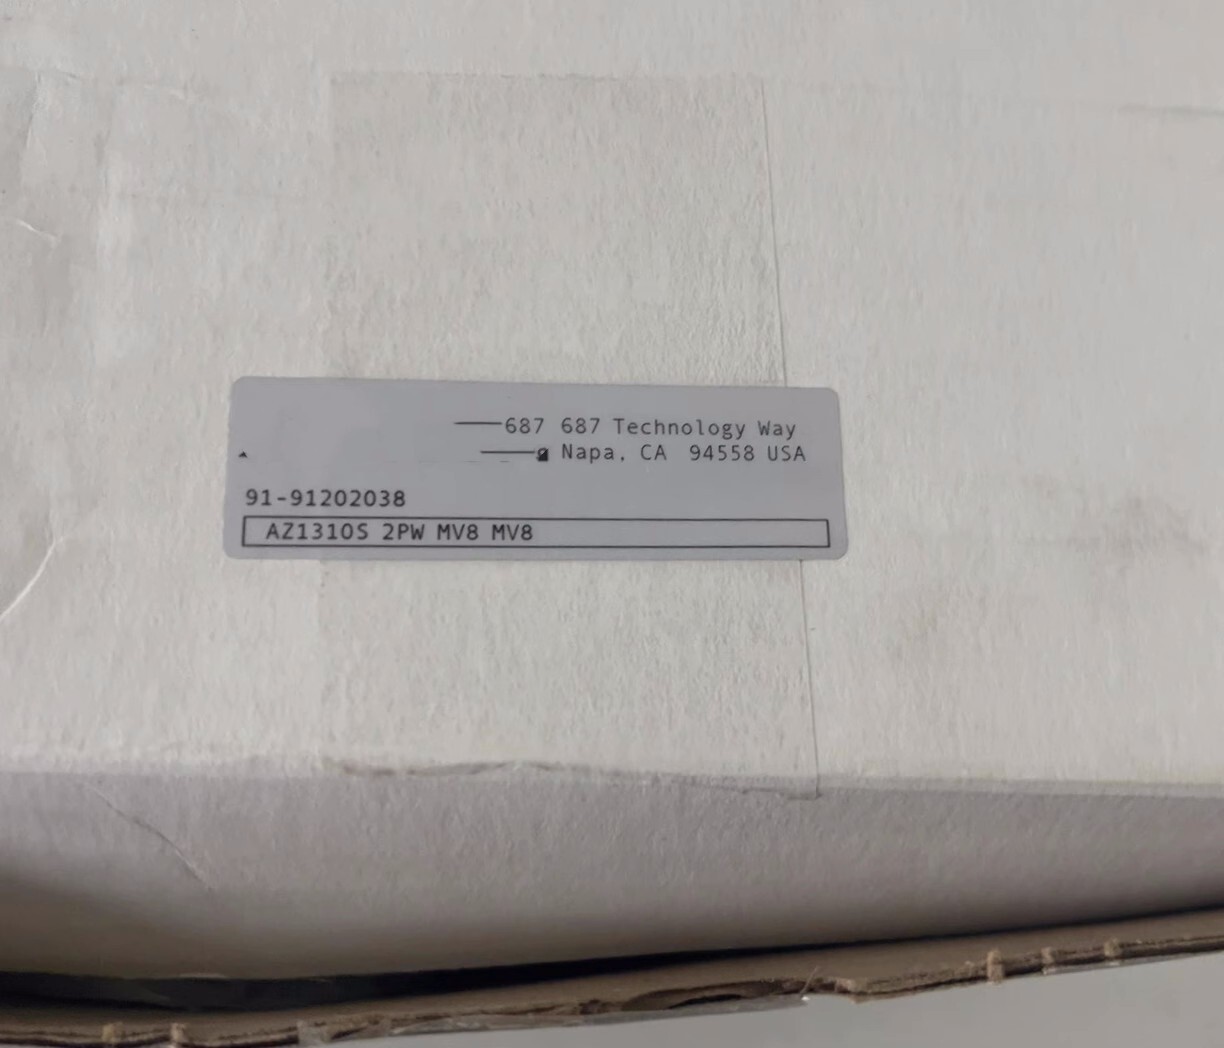 687 687 Technology Way
Napa, CA 94558 USA
91-91202038
AZ1310S 2PW MV8 MV8